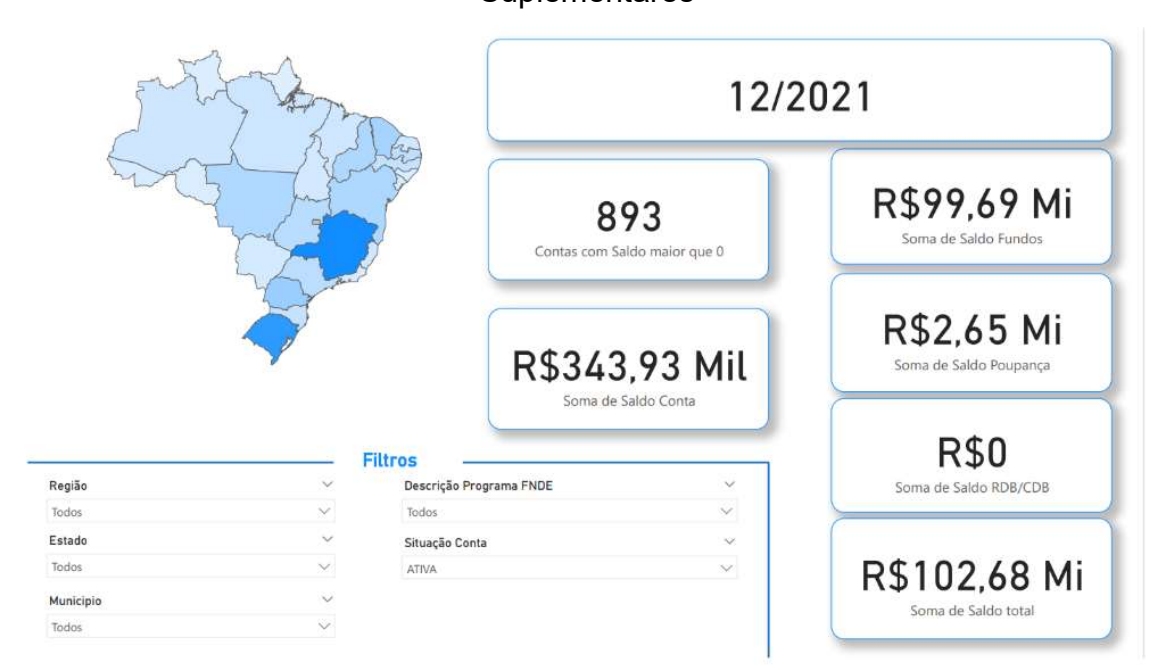 Suplementares
12/2021
893
Contas com Saldo maior que 0
R$99,69 Mi
Soma de Saldo Fundos
R$343,93 Mil
Soma de Saldo Conta
R$2,65 Mi
Soma de Saldo Poupança
R$0
Soma de Saldo RDB/CDB
R$102,68 Mi
Soma de Saldo total
Filtros
Região
Todos
Estado
Todos
Municipio
Todos
Descrição Programa FNDE
Todos
Situação Conta
ATIVA